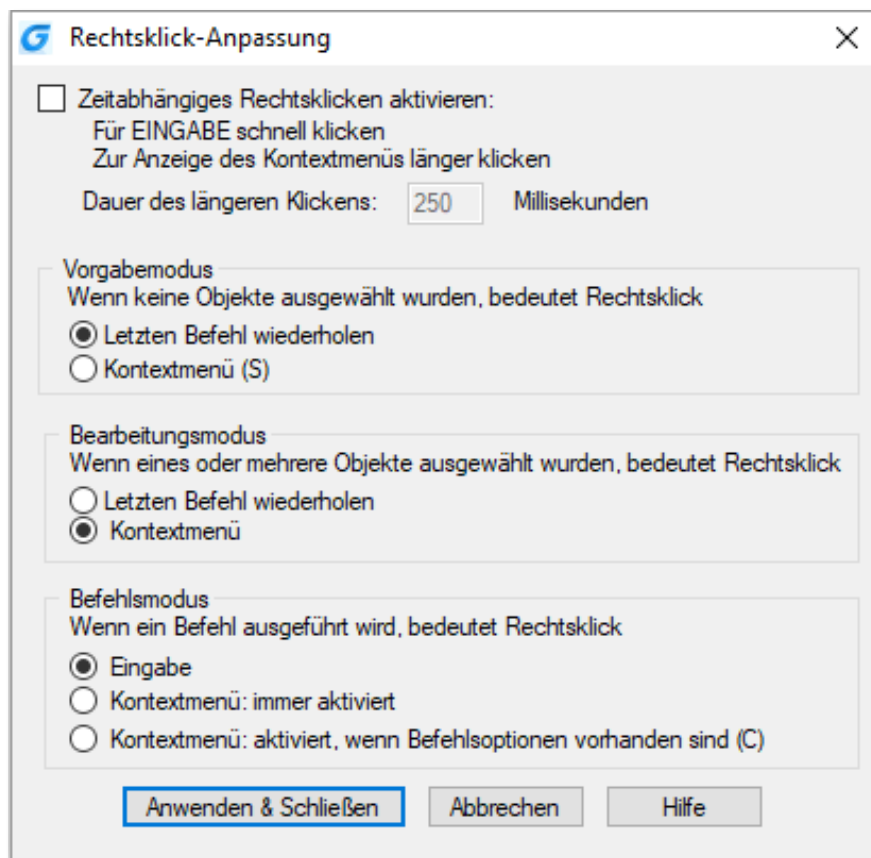 Rechtsklick-Anpassung
Zeitabhängiges Rechtsklicken aktivieren:
Für EINGABE schnell klicken
Zur Anzeige des Kontextmenüs länger klicken
Dauer des längeren Klickens: 250 Millisekunden
Vorgabemodus
Wenn keine Objekte ausgewählt wurden, bedeutet Rechtsklick
Letzten Befehl wiederholen
Kontextmenü (S)
Bearbeitungsmodus
Wenn eines oder mehrere Objekte ausgewählt wurden, bedeutet Rechtsklick
Letzten Befehl wiederholen
Kontextmenü
Befehlsmodus
Wenn ein Befehl ausgeführt wird, bedeutet Rechtsklick
Eingabe
Kontextmenü: immer aktiviert
Kontextmenü: aktiviert, wenn Befehlsoptionen vorhanden sind (C)
Anwenden & Schließen Abbrechen Hilfe